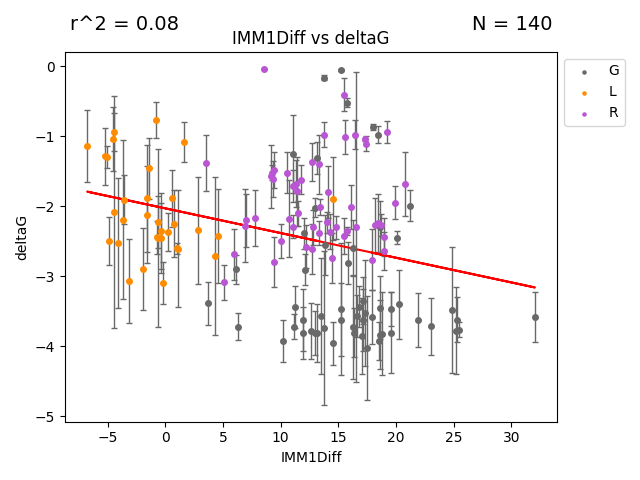 r^2 = 0.08 N = 140
IMM1Diff vs deltaG
G
L
R
0
−1
−2
−3
−4
−5
deltaG
−5 0 5 10 15 20 25 30
IMM1Diff